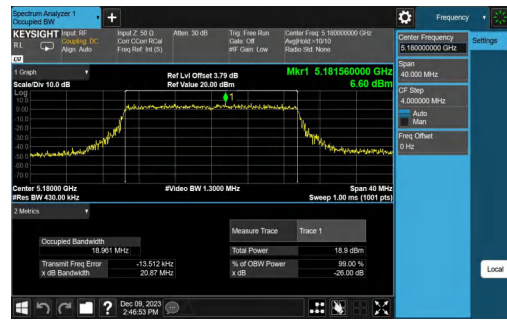 Spectrum Analyzer 1
Occupied BW
+
Frequency
KEYSIGHT
Input: RF
Coupling: DC
Align: Auto
Input Z: 50 Ω
Corr CCorr RCal
Freq Ref: Int (S)
Atten: 30 dB
Trig: Free Run
Gate: Off
#IF Gain: Low
Center Freq: 5.180000000 GHz
Avg|Hold:>10/10
Radio Std: None
RL
LXI
1 Graph
Scale/Div 10.0 dB
Ref Lvl Offset 3.79 dB
Ref Value 20.00 dBm
Mkr1 5.181560000 GHz
6.60 dBm
Log
10.0
0.00
-10.0
-20.0
-30.0
-40.0
-50.0
-60.0
-70.0
1
Center 5.18000 GHz
#Video BW 1.3000 MHz
Span 40 MHz
#Res BW 430.00 kHz
Sweep 1.00 ms (1001 pts)
2 Metrics
Measure Trace
Trace 1
Occupied Bandwidth
18.961 MHz
Total Power
18.9 dBm
Transmit Freq Error
-13.512 kHz
% of OBW Power
99.00 %
x dB Bandwidth
20.87 MHz
x dB
-26.00 dB
Center Frequency
5.180000000 GHz
Settings
Span
40.000 MHz
CF Step
4.000000 MHz
Auto
Man
Freq Offset
0 Hz
Local
?
Dec 09, 2023
2:46:53 PM